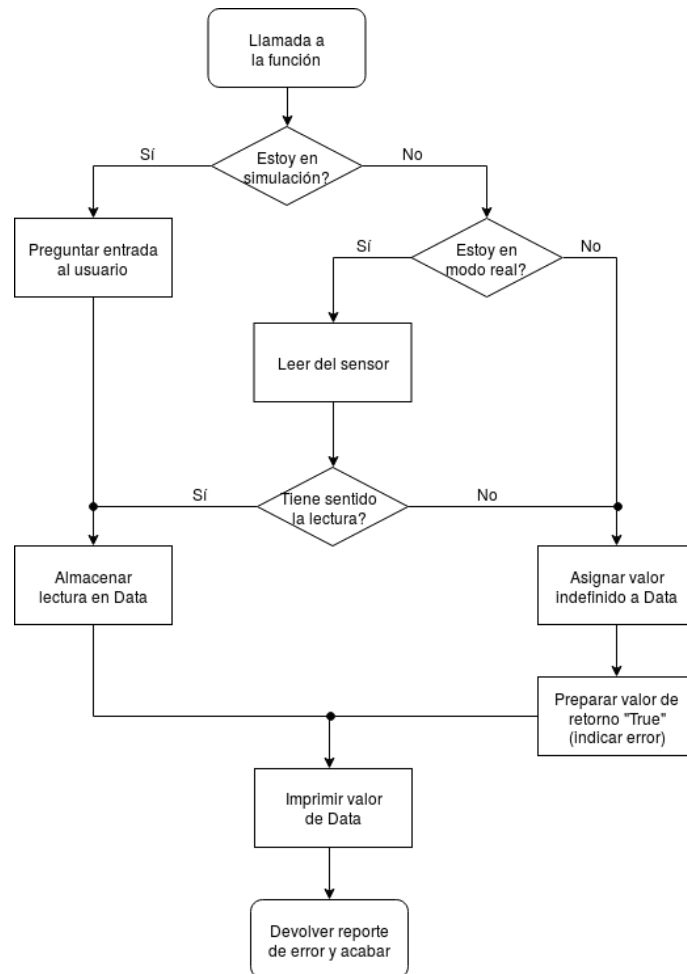 Llamada a
la función
Estoy en
simulación?
Sí
No
Preguntar entrada
al usuario
Estoy en
modo real?
Sí
No
Leer del sensor
Tiene sentido
la lectura?
Sí
No
Almacenar
lectura en Data
Asignar valor
indefinido a Data
Preparar valor de
retorno "True"
(indicar error)
Imprimir valor
de Data
Devolver reporte
de error y acabar